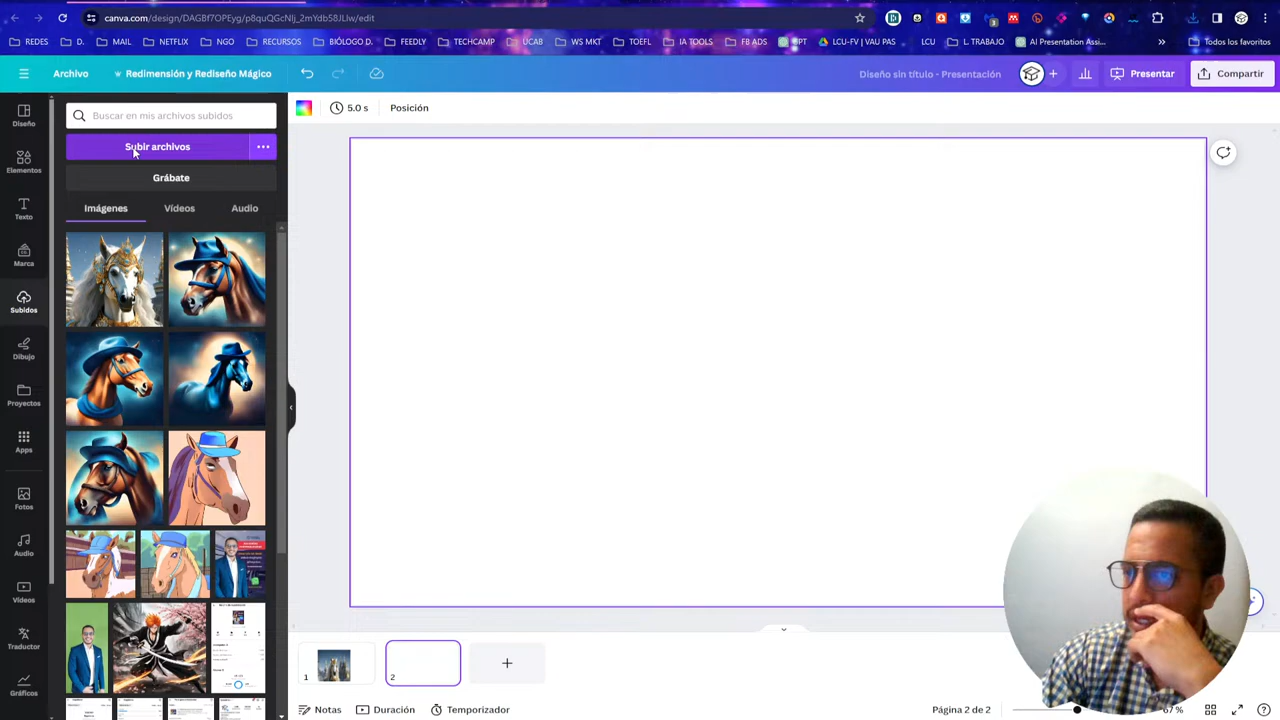 canva.com/design/DAGBf7OPEyg/p8quQGcNIj_2mYdb58JLIw/edit
REDES
D.
MAIL
NETFLIX
NGO
RECURSOS
BIÓLOGO D.
FEEDLY
TECHCAMP
UCAB
WS MKT
TOEFL
IA TOOLS
FB ADS
GPT
LCU-FV | VAU PAS
LCU
L. TRABAJO
AI Presentation Assi...
»
Todos los favoritos
Archivo
Redimensión y Rediseño Mágico
Diseño sin título - Presentación
Presentar
Compartir
Diseño
Elementos
Texto
Marca
Subidos
Dibujo
Proyectos
Apps
Fotos
Audio
Vídeos
Traductor
Gráficos
Buscar en mis archivos subidos
Subir archivos
Grábate
Imágenes
Vídeos
Audio
5.0 s
Posición
1
2
Notas
Duración
Temporizador
Página 2 de 2
67 %